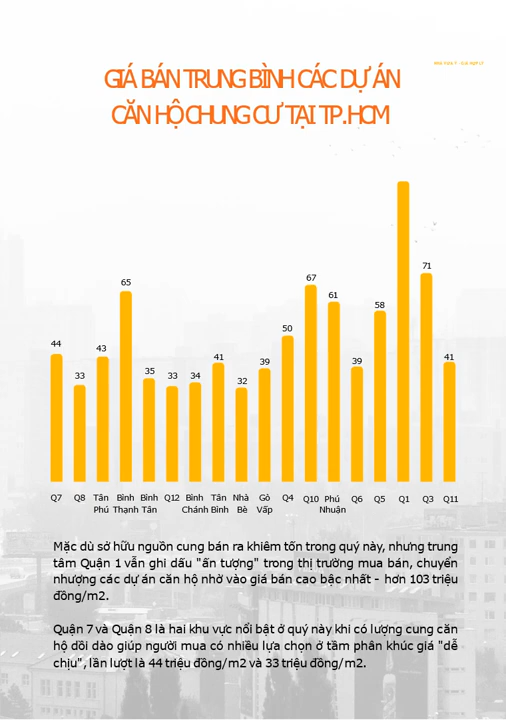 GIÁ BÁN TRUNG BÌNH CÁC DỰ ÁN
CĂN HỘ CHUNG CƯ TẠI TP.HCM
44
33
43
65
35
33
34
41
32
39
50
67
61
39
58
71
41
Q7 Q8 Tân Bình Bình Q12 Bình Tân Nhà Gò Q4 Q10 Phú Q6 Q5 Q1 Q3 Q11
Phú Thạnh Tân Chánh Bình Bè Vấp Nhuận
Mặc dù sở hữu nguồn cung bán ra khiêm tốn trong quý này, nhưng trung
tâm Quận 1 vẫn ghi dấu "ấn tượng" trong thị trường mua bán, chuyển
nhượng các dự án căn hộ nhờ vào giá bán cao bậc nhất - hơn 103 triệu
đồng/m2.
Quận 7 và Quận 8 là hai khu vực nổi bật ở quý này khi có lượng cung căn
hộ dồi dào giúp người mua có nhiều lựa chọn ở tầm phân khúc giá "dễ
chịu", lần lượt là 44 triệu đồng/m2 và 33 triệu đồng/m2.